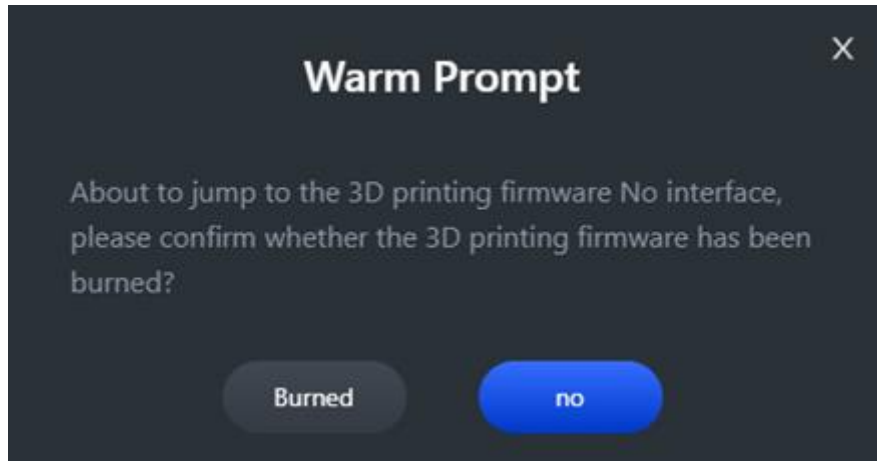 X
Warm Prompt
About to jump to the 3D printing firmware No interface,
please confirm whether the 3D printing firmware has been
burned?
Burned no